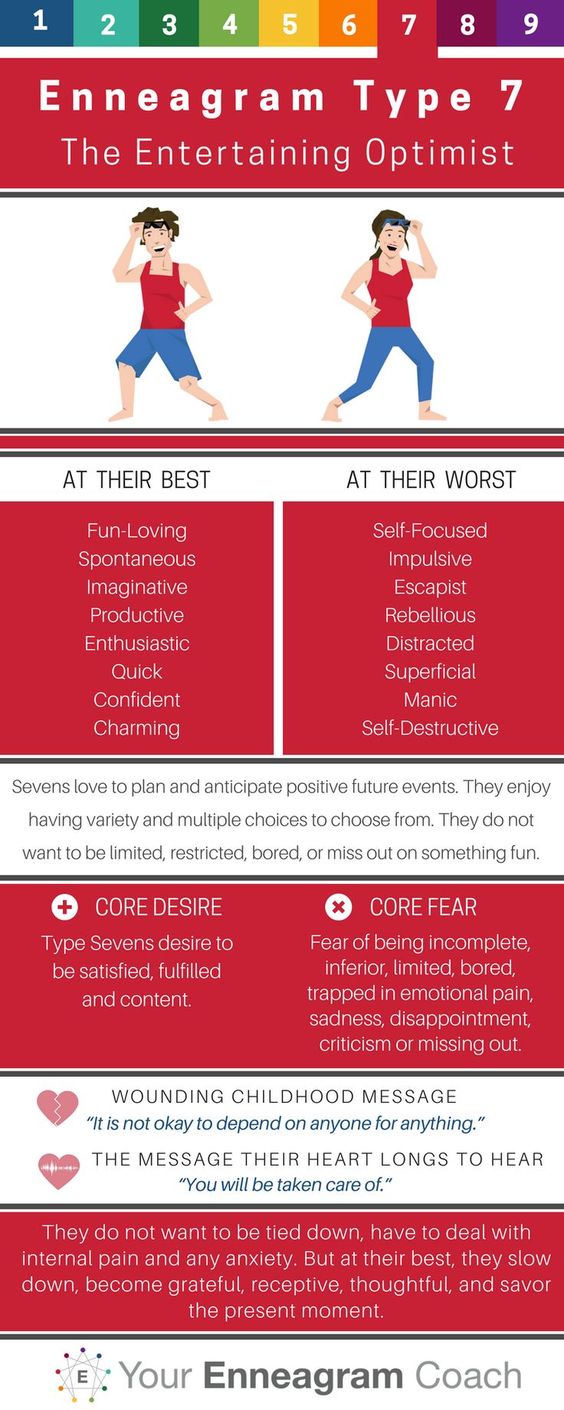 1 2 3 4 5 6 7 8 9
Enneagram Type 7
The Entertaining Optimist
AT THEIR BEST
Fun-Loving
Spontaneous
Imaginative
Productive
Enthusiastic
Quick
Confident
Charming
AT THEIR WORST
Self-Focused
Impulsive
Escapist
Rebellious
Distracted
Superficial
Manic
Self-Destructive
Sevens love to plan and anticipate positive future events. They enjoy
having variety and multiple choices to choose from. They do not
want to be limited, restricted, bored, or miss out on something fun.
CORE DESIRE
Type Sevens desire to
be satisfied, fulfilled
and content.
CORE FEAR
Fear of being incomplete,
inferior, limited, bored,
trapped in emotional pain,
sadness, disappointment,
criticism or missing out.
WOUNDING CHILDHOOD MESSAGE
“It is not okay to depend on anyone for anything.”
THE MESSAGE THEIR HEART LONGS TO HEAR
“You will be taken care of.”
They do not want to be tied down, have to deal with
internal pain and any anxiety. But at their best, they slow
down, become grateful, receptive, thoughtful, and savor
the present moment.
E Your Enneagram Coach